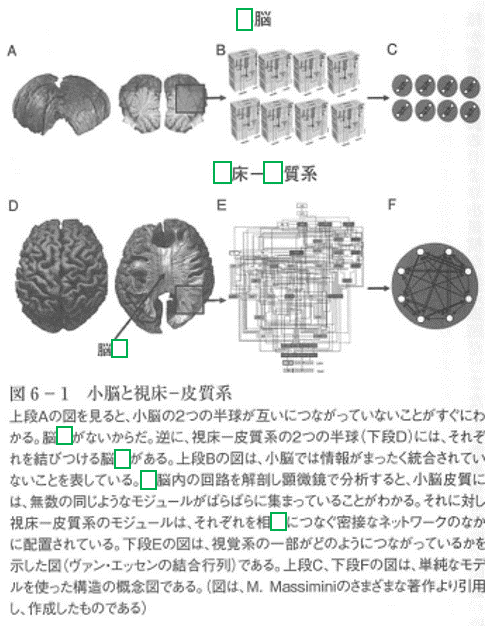 □脳
A B C
□床－□質系
D E F
脳□
図6－1　小脳と視床－皮質系
上段Aの図を見ると、小脳の2つの半球が互いにつながっていないことがすぐにわ
かる。脳□がないからだ。逆に、視床－皮質系の2つの半球（下段D）には、それぞ
れを結びつける脳□がある。上段Bの図は、小脳では情報がまったく統合されてい
ないことを表している。□脳内の回路を解剖し顕微鏡で分析すると、小脳皮質に
は、無数の同じようなモジュールがばらばらに集まっていることがわかる。それに対し
視床－皮質系のモジュールは、それぞれを相□につなぐ密接なネットワークのなか
に配置されている。下段Eの図は、視覚系の一部がどのようにつながっているかを
示した図（ヴァン・エッセンの結合行列）である。上段C、下段Fの図は、単純なモデ
ルを使った構造の概念図である。（図は、M. Massiminiのさまざまな著作より引用
し、作成したものである）